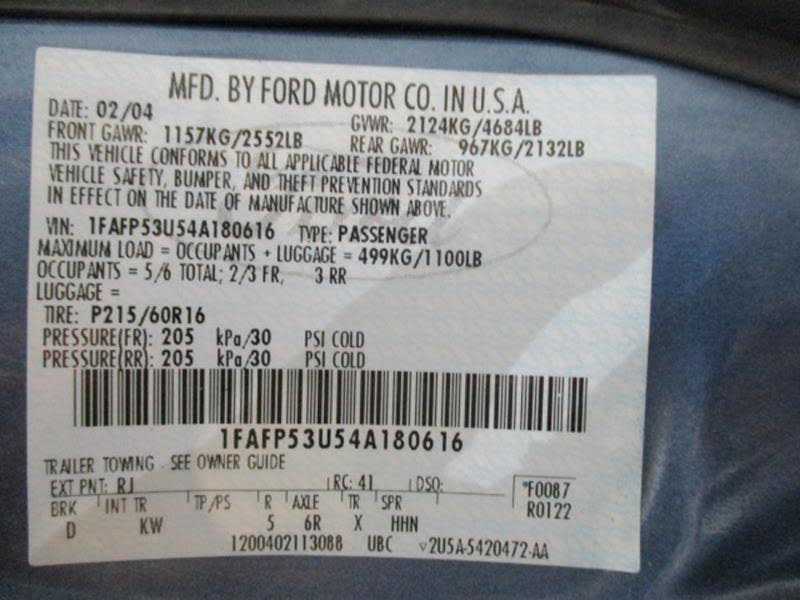 MFD. BY FORD MOTOR CO. IN U.S.A.
DATE: 02/04 GVWR: 2124KG/4684LB
FRONT GAWR: 1157KG/2552LB REAR GAWR: 967KG/2132LB
THIS VEHICLE CONFORMS TO ALL APPLICABLE FEDERAL MOTOR
VEHICLE SAFETY, BUMPER, AND THEFT PREVENTION STANDARDS
IN EFFECT ON THE DATE OF MANUFACTURE SHOWN ABOVE.
VIN: 1FAFP53U54A180616 TYPE: PASSENGER
MAXIMUM LOAD = OCCUPANTS + LUGGAGE = 499KG/1100LB
OCCUPANTS = 5/6 TOTAL; 2/3 FR, 3 RR
LUGGAGE =
TIRE: P215/60R16
PRESSURE(FR): 205 kPa/30 PSI COLD
PRESSURE(RR): 205 kPa/30 PSI COLD
1FAFP53U54A180616
TRAILER TOWING - SEE OWNER GUIDE
EXT PNT: RJ RC: 41 DSO: *F0087
BRK INT TR TP/PS R AXLE TR SPR R0122
D KW 5 6R X HHN
1200402113088 UBC ▽2U5A-5420472-AA